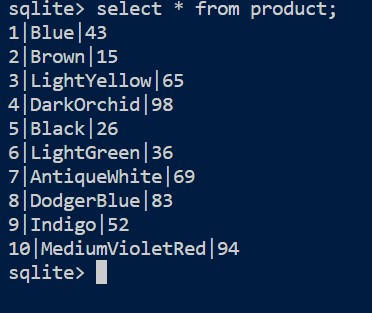 sqlite> select * from product;
1|Blue|43
2|Brown|15
3|LightYellow|65
4|DarkOrchid|98
5|Black|26
6|LightGreen|36
7|AntiqueWhite|69
8|DodgerBlue|83
9|Indigo|52
10|MediumVioletRed|94
sqlite>